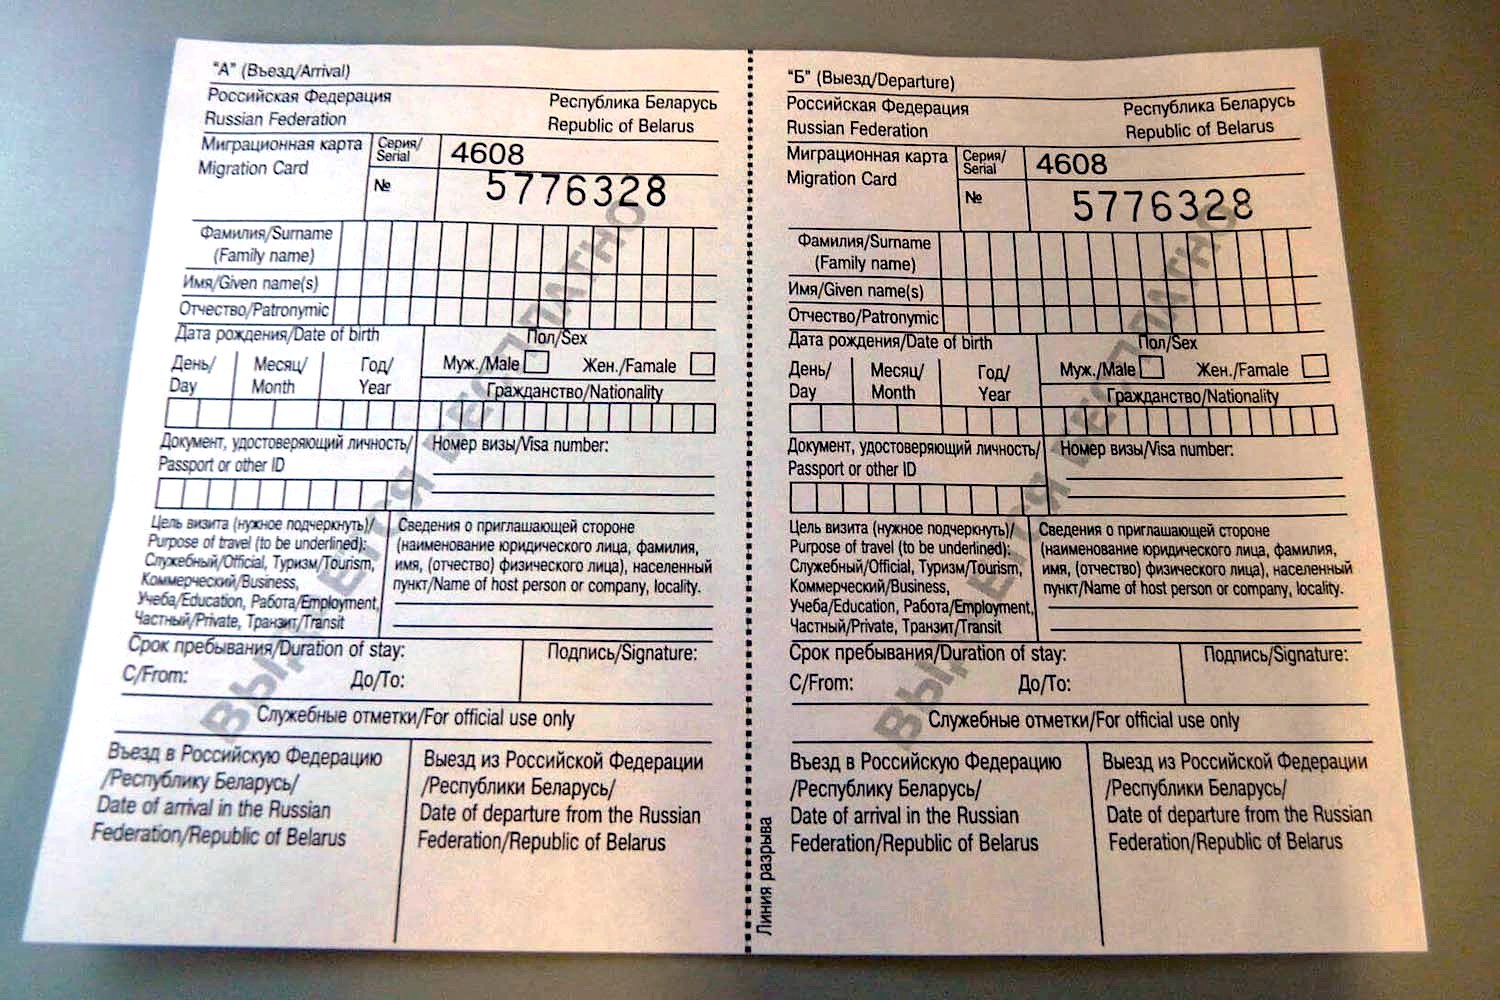 "А" (Въезд/Arrival)
Российская Федерация Республика Беларусь
Russian Federation Republic of Belarus
Миграционная карта
Migration Card
Серия/
Serial
4608
№
5776328
Фамилия/Surname
(Family name)
Имя/Given name(s)
Отчество/Patronymic
Дата рождения/Date of birth
День/ Месяц/ Год/
Day Month Year
Пол/Sex
Муж./Male Жен./Famale
Гражданство/Nationality
Документ, удостоверяющий личность/
Passport or other ID
Номер визы/Visa number:
Цель визита (нужное подчеркнуть)/
Purpose of travel (to be underlined):
Служебный/Official, Туризм/Tourism,
Коммерческий/Business,
Учеба/Education, Работа/Employment,
Частный/Private, Транзит/Transit
Сведения о приглашающей стороне
(наименование юридического лица, фамилия,
имя, (отчество) физического лица), населенный
пункт/Name of host person or company, locality.
Срок пребывания/Duration of stay:
С/From: До/To:
Подпись/Signature:
Служебные отметки/For official use only
Въезд в Российскую Федерацию
/Республику Беларусь/
Date of arrival in the Russian
Federation/Republic of Belarus
Выезд из Российской Федерации
/Республики Беларусь/
Date of departure from the Russian
Federation/Republic of Belarus
ВЫДАЕТСЯ БЕСПЛАТНО
Линия разрыва
"Б" (Выезд/Departure)
Российская Федерация Республика Беларусь
Russian Federation Republic of Belarus
Миграционная карта
Migration Card
Серия/
Serial
4608
№
5776328
Фамилия/Surname
(Family name)
Имя/Given name(s)
Отчество/Patronymic
Дата рождения/Date of birth
День/ Месяц/ Год/
Day Month Year
Пол/Sex
Муж./Male Жен./Famale
Гражданство/Nationality
Документ, удостоверяющий личность/
Passport or other ID
Номер визы/Visa number:
Цель визита (нужное подчеркнуть)/
Purpose of travel (to be underlined):
Служебный/Official, Туризм/Tourism,
Коммерческий/Business,
Учеба/Education, Работа/Employment,
Частный/Private, Транзит/Transit
Сведения о приглашающей стороне
(наименование юридического лица, фамилия,
имя, (отчество) физического лица), населенный
пункт/Name of host person or company, locality.
Срок пребывания/Duration of stay:
С/From: До/To:
Подпись/Signature:
Служебные отметки/For official use only
Въезд в Российскую Федерацию
/Республику Беларусь/
Date of arrival in the Russian
Federation/Republic of Belarus
Выезд из Российской Федерации
/Республики Беларусь/
Date of departure from the Russian
Federation/Republic of Belarus
ВЫДАЕТСЯ БЕСПЛАТНО